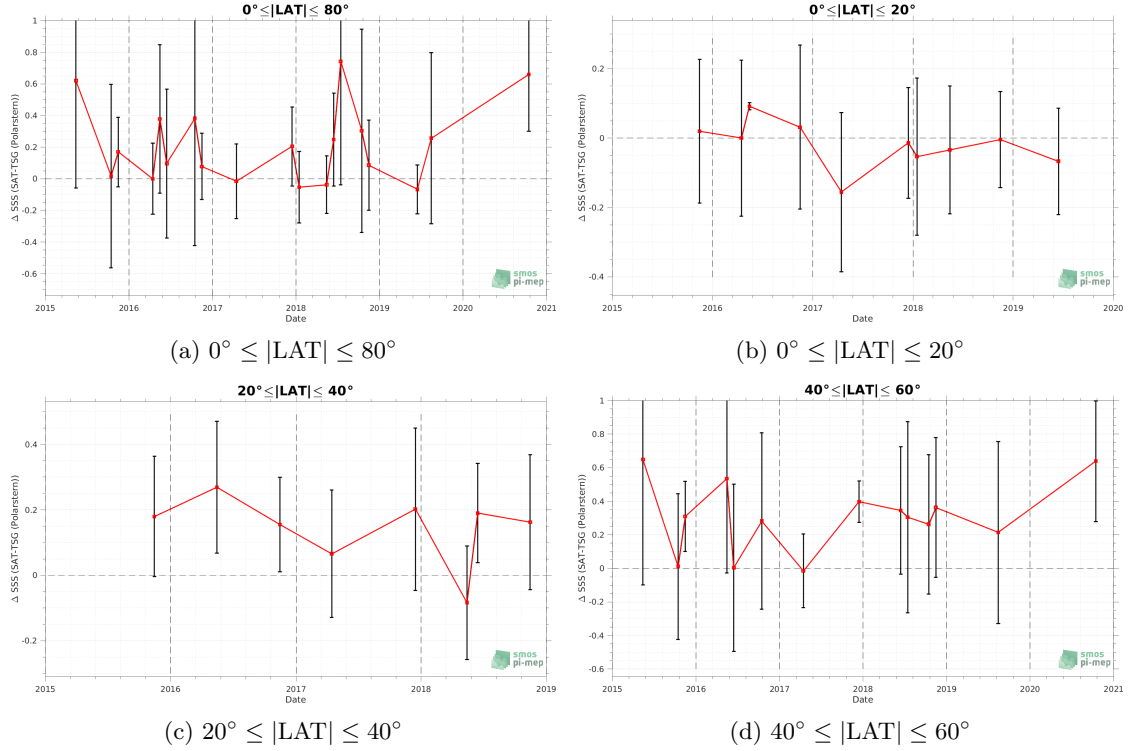 0°≤|LAT|≤ 80°
Δ SSS (SAT-TSG (Polarstern))
1
0.8
0.6
0.4
0.2
0
-0.2
-0.4
-0.6
2015 2016 2017 2018 2019 2020 2021
Date
smos
pi-mep
(a) 0° ≤ |LAT| ≤ 80°
0°≤|LAT|≤ 20°
Δ SSS (SAT-TSG (Polarstern))
0.2
0
-0.2
-0.4
2015 2016 2017 2018 2019 2020
Date
smos
pi-mep
(b) 0° ≤ |LAT| ≤ 20°
20°≤|LAT|≤ 40°
Δ SSS (SAT-TSG (Polarstern))
0.4
0.2
0
-0.2
2015 2016 2017 2018 2019
Date
smos
pi-mep
(c) 20° ≤ |LAT| ≤ 40°
40°≤|LAT|≤ 60°
Δ SSS (SAT-TSG (Polarstern))
1
0.8
0.6
0.4
0.2
0
-0.2
-0.4
-0.6
2015 2016 2017 2018 2019 2020 2021
Date
smos
pi-mep
(d) 40° ≤ |LAT| ≤ 60°